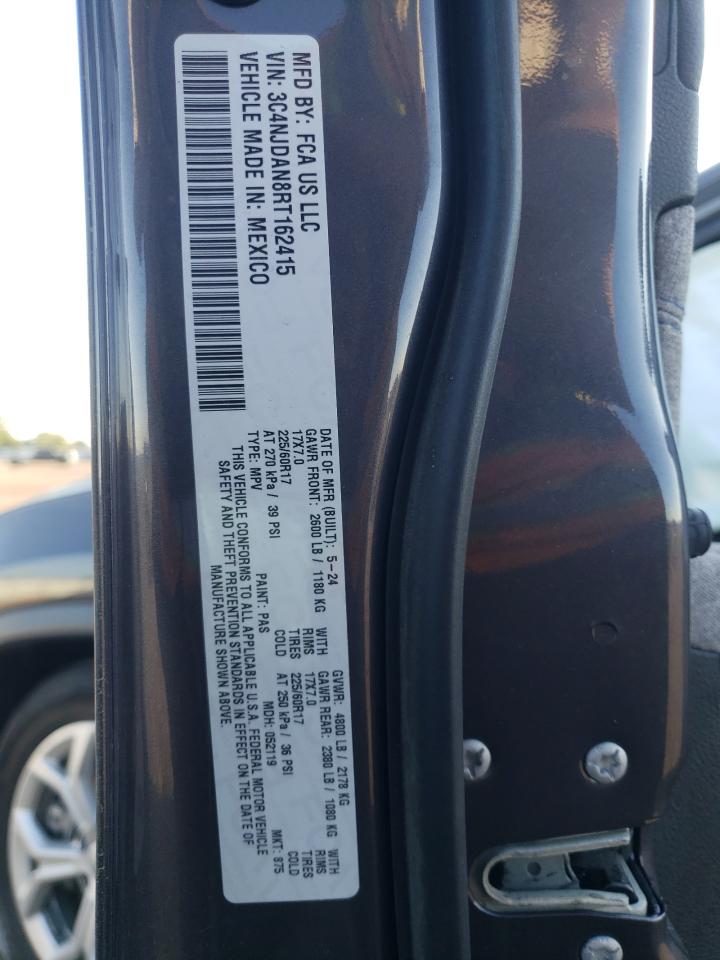 MFD BY: FCA US LLC
VIN: 3C4NJDAN8RT162415
VEHICLE MADE IN: MEXICO
DATE OF MFR (BUILT): 5-24 GVWR: 4800 LB / 2178 KG
GAWR FRONT: 2600 LB / 1180 KG WITH GAWR REAR: 2380 LB / 1080 KG WITH
17X7.0 RIMS 17X7.0 RIMS
225/60R17 TIRES 225/60R17 TIRES
AT 270 kPa / 39 PSI COLD AT 250 kPa / 36 PSI COLD
TYPE: MPV PAINT: PAS MDH: 052119 MKT: 875
THIS VEHICLE CONFORMS TO ALL APPLICABLE U.S.A. FEDERAL MOTOR VEHICLE
SAFETY AND THEFT PREVENTION STANDARDS IN EFFECT ON THE DATE OF
MANUFACTURE SHOWN ABOVE.